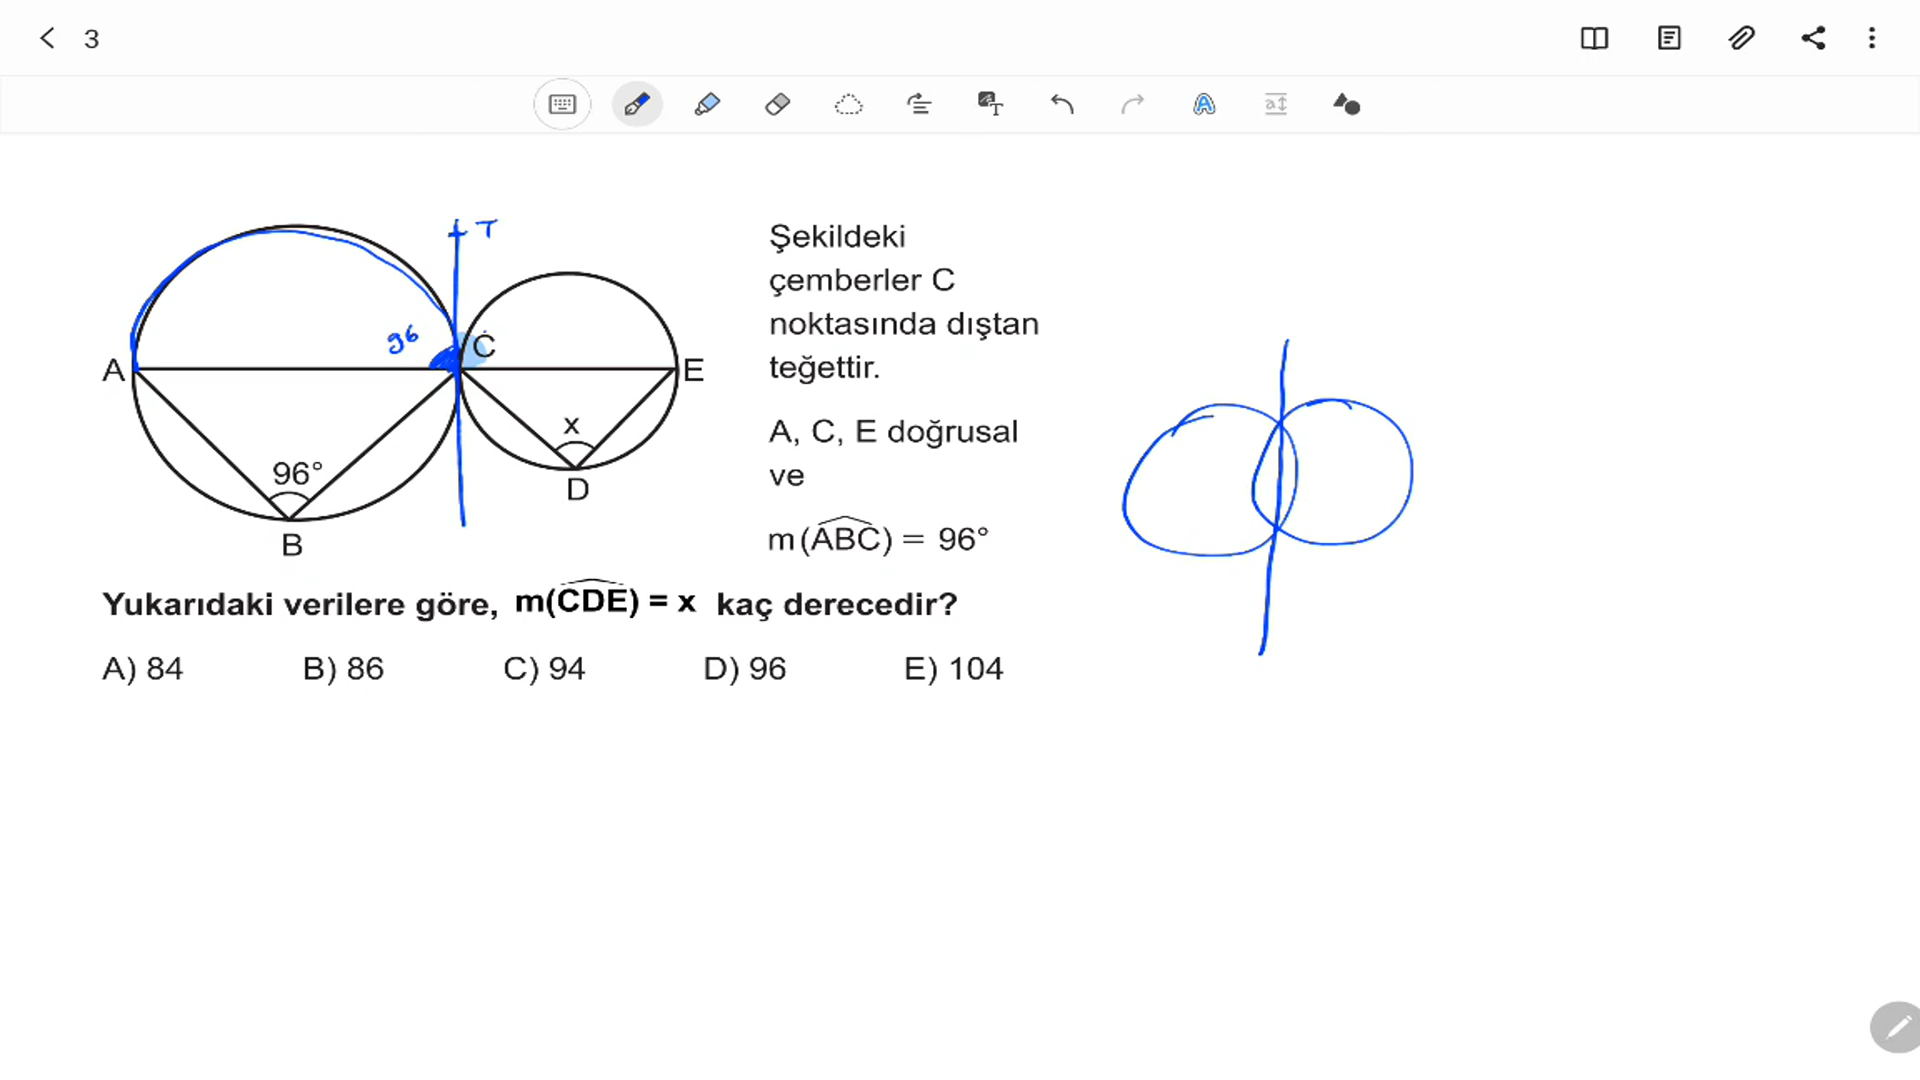 3
T
96
C
A
E
x
96°
D
B
Şekildeki
çemberler C
noktasında dıştan
teğettir.
A, C, E doğrusal
ve
m(ABC) = 96°
Yukarıdaki verilere göre, m(CDE) = x kaç derecedir?
A) 84 B) 86 C) 94 D) 96 E) 104